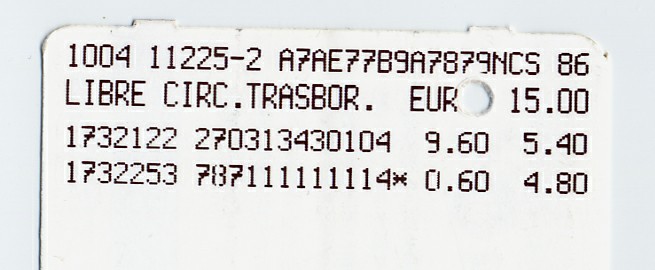 1004 11225-2 A7AE77B9A7879NCS 86
LIBRE CIRC.TRASBOR. EUR 15.00
1732122 270313430104 9.60 5.40
1732253 787111111114* 0.60 4.80